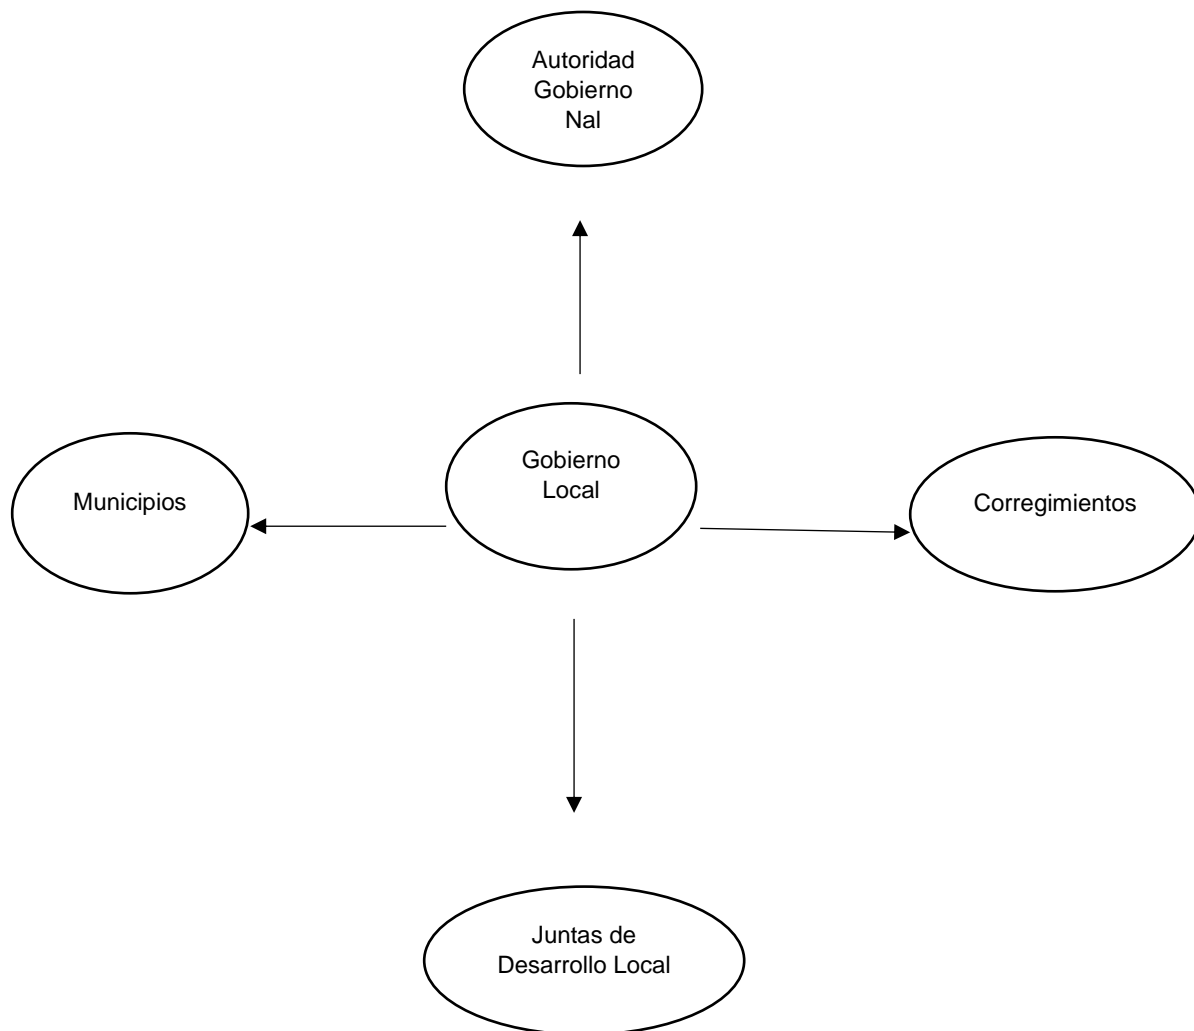 Autoridad
Gobierno
Nal
Gobierno
Local
Municipios
Corregimientos
Juntas de
Desarrollo Local